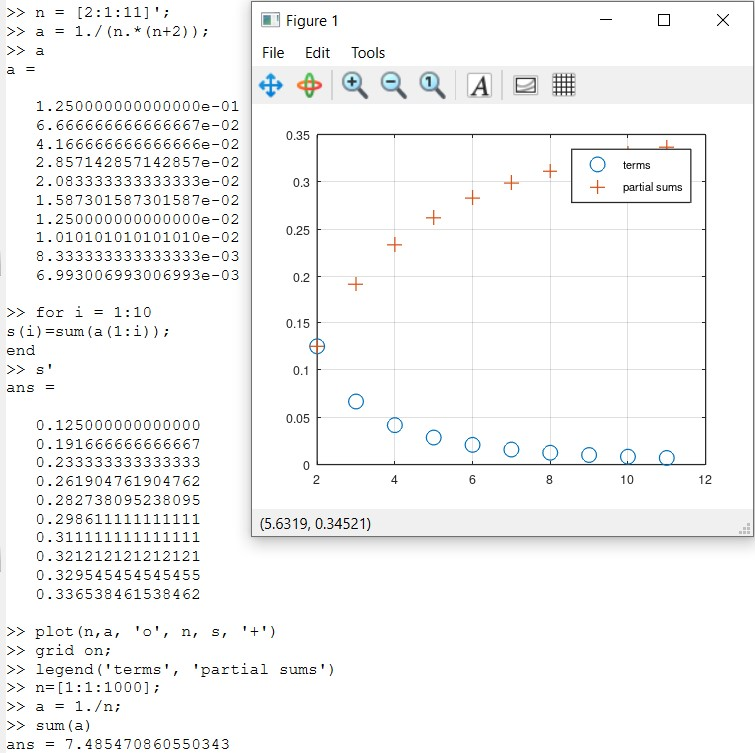 >> n = [2:1:11]';
>> a = 1./(n.*(n+2));
>> a
a =
1.250000000000000e-01
6.666666666666667e-02
4.166666666666666e-02
2.857142857142857e-02
2.083333333333333e-02
1.587301587301587e-02
1.250000000000000e-02
1.010101010101010e-02
8.333333333333333e-03
6.993006993006993e-03
>> for i = 1:10
s(i)=sum(a(1:i));
end
>> s'
ans =
0.125000000000000
0.191666666666667
0.233333333333333
0.261904761904762
0.282738095238095
0.298611111111111
0.311111111111111
0.321212121212121
0.329545454545455
0.336538461538462
>> plot(n,a, 'o', n, s, '+')
>> grid on;
>> legend('terms', 'partial sums')
>> n=[1:1:1000];
>> a = 1./n;
>> sum(a)
ans = 7.485470860550343
Figure 1
File Edit Tools
1 A
0.35
0.3
0.25
0.2
0.15
0.1
0.05
0
2 4 6 8 10 12
terms
partial sums
(5.6319, 0.34521)